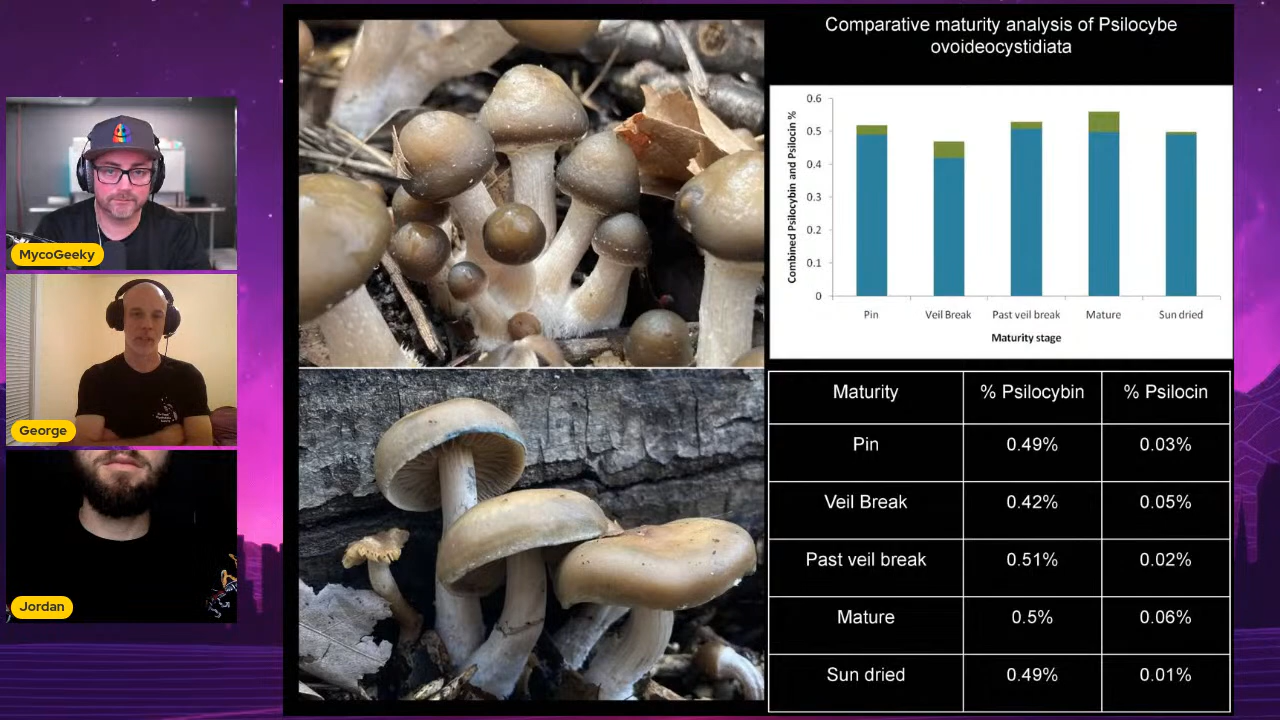 MycoGeeky
George
Jordan
Comparative maturity analysis of Psilocybe
ovoideocystidiata
Combined Psilocybin and Psilocin %
0.6
0.5
0.4
0.3
0.2
0.1
0
Pin Veil Break Past veil break Mature Sun dried
Maturity stage
Maturity % Psilocybin % Psilocin
Pin 0.49% 0.03%
Veil Break 0.42% 0.05%
Past veil break 0.51% 0.02%
Mature 0.5% 0.06%
Sun dried 0.49% 0.01%